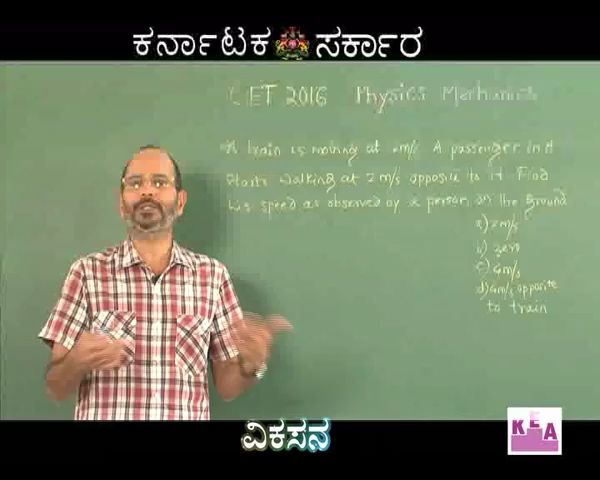 ಕರ್ನಾಟಕ ಸರ್ಕಾರ
CET 2016 Physics Mechanics
A train is moving at 2m/s A passenger in it
starts walking at 2 m/s opposite to it Find
his speed as observed by a person on the ground
a) 2m/s
b) zero
c) 4m/s
d) 4m/s opposite
to train
ವಿಕಸನ
KEA